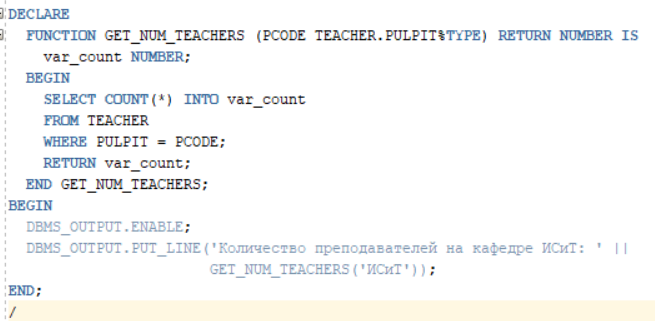 DECLARE
FUNCTION GET_NUM_TEACHERS (PCODE TEACHER.PULPIT%TYPE) RETURN NUMBER IS
var_count NUMBER;
BEGIN
SELECT COUNT(*) INTO var_count
FROM TEACHER
WHERE PULPIT = PCODE;
RETURN var_count;
END GET_NUM_TEACHERS;
BEGIN
DBMS_OUTPUT.ENABLE;
DBMS_OUTPUT.PUT_LINE('Количество преподавателей на кафедре ИСиТ: ' ||
GET_NUM_TEACHERS('ИСиТ'));
END;
/